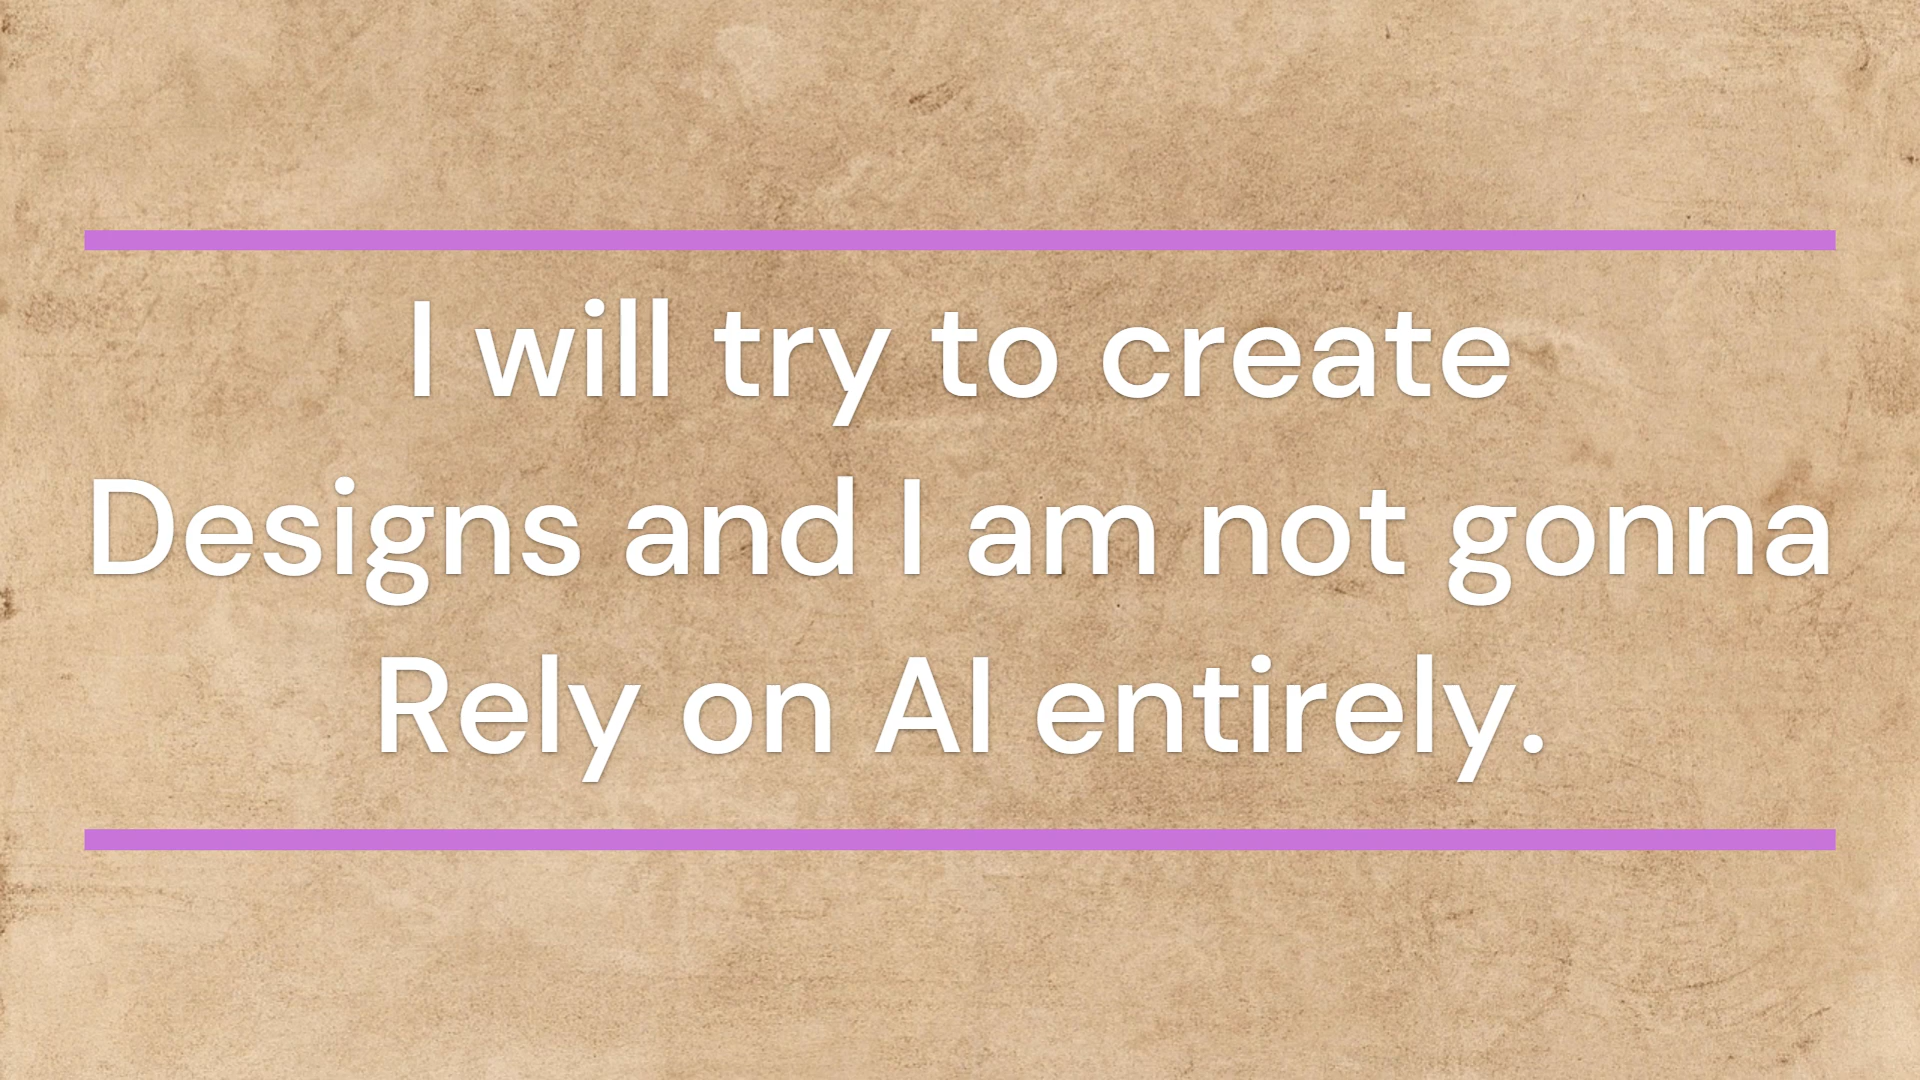 I will try to create
Designs and I am not gonna
Rely on AI entirely.